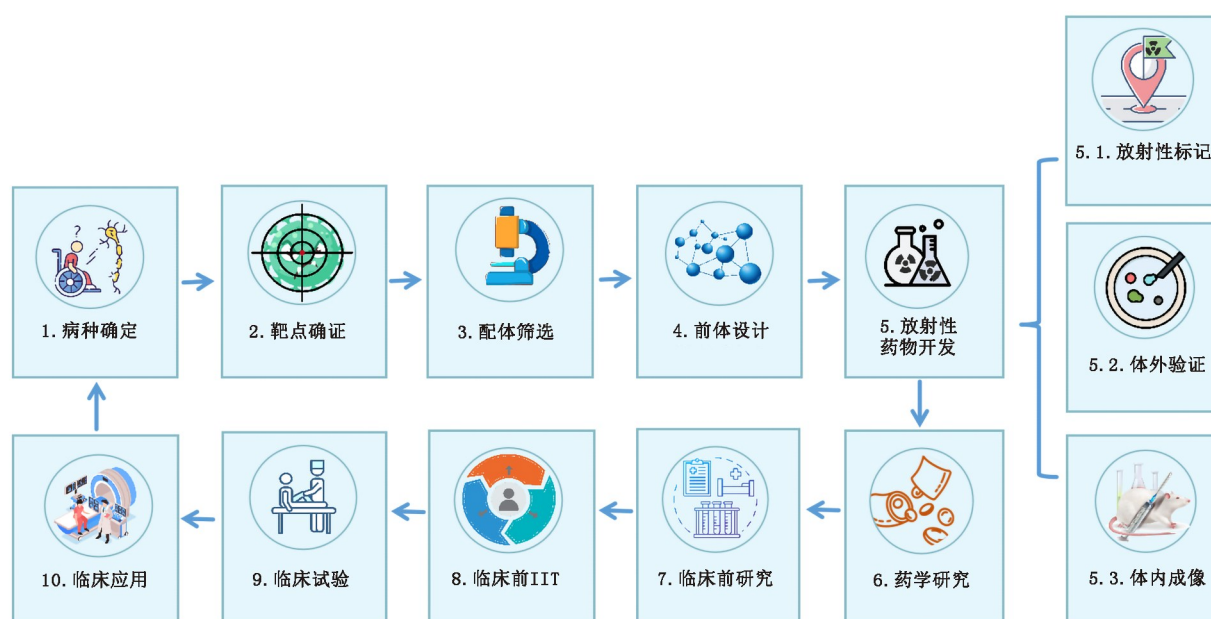 5.1.放射性标记
1.病种确定
2.靶点确证
3.配体筛选
4.前体设计
5.放射性
药物开发
5.2.体外验证
10.临床应用
9.临床试验
8.临床前IIT
7.临床前研究
6.药学研究
5.3.体内成像